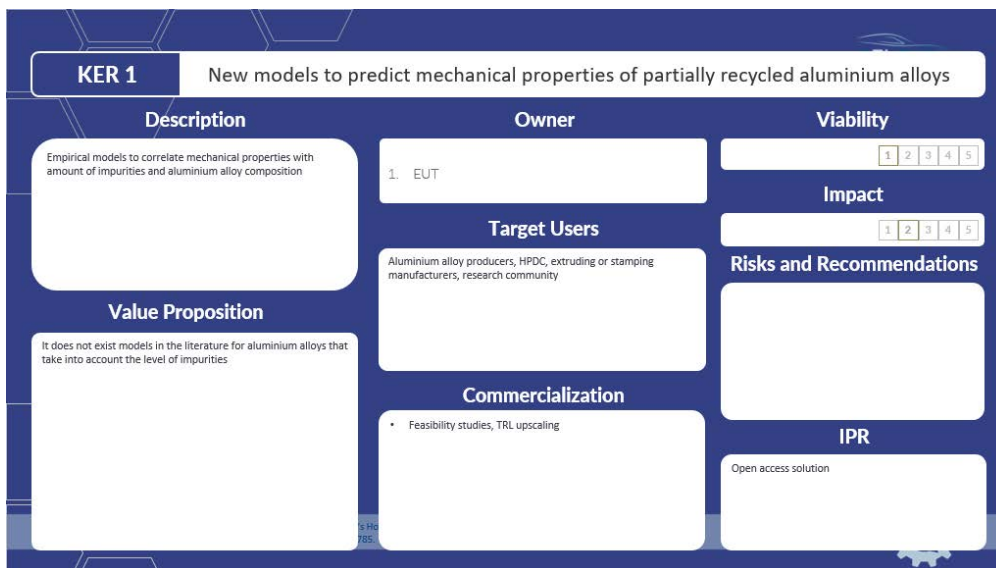 KER 1
New models to predict mechanical properties of partially recycled aluminium alloys
Description
Empirical models to correlate mechanical properties with
amount of impurities and aluminium alloy composition
Value Proposition
It does not exist models in the literature for aluminium alloys that
take into account the level of impurities
Owner
1. EUT
Target Users
Aluminium alloy producers, HPDC, extruding or stamping
manufacturers, research community
Commercialization
• Feasibility studies, TRL upscaling
Viability
1 2 3 4 5
Impact
1 2 3 4 5
Risks and Recommendations
IPR
Open access solution
's Ho
785.